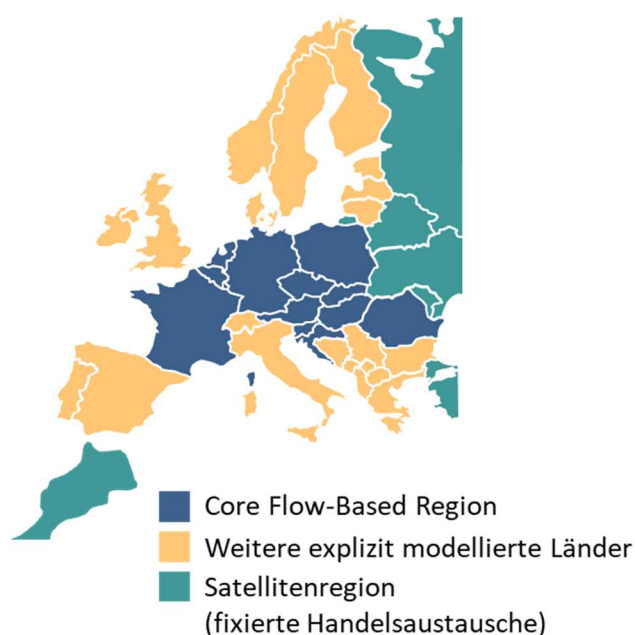 Core Flow-Based Region
Weitere explizit modellierte Länder
Satellitenregion
(fixierte Handelsaustausche)